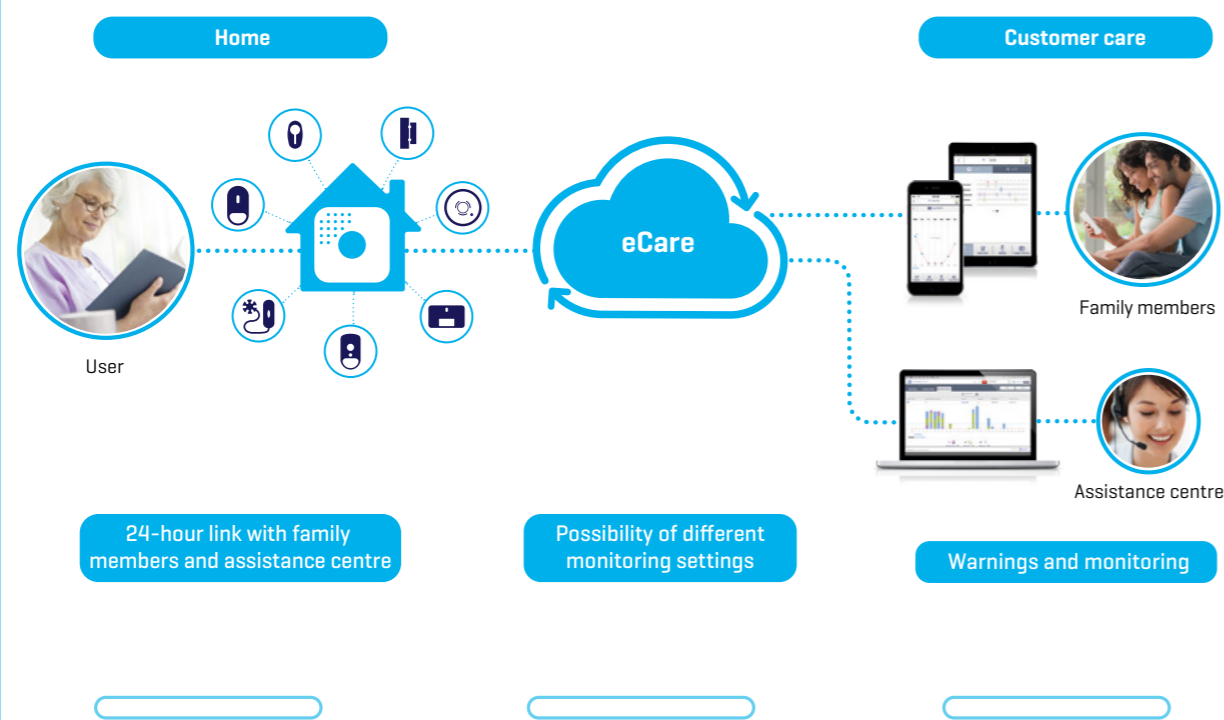 Home
Customer care
eCare
User
Family members
Assistance centre
24-hour link with family
members and assistance centre
Possibility of different
monitoring settings
Warnings and monitoring